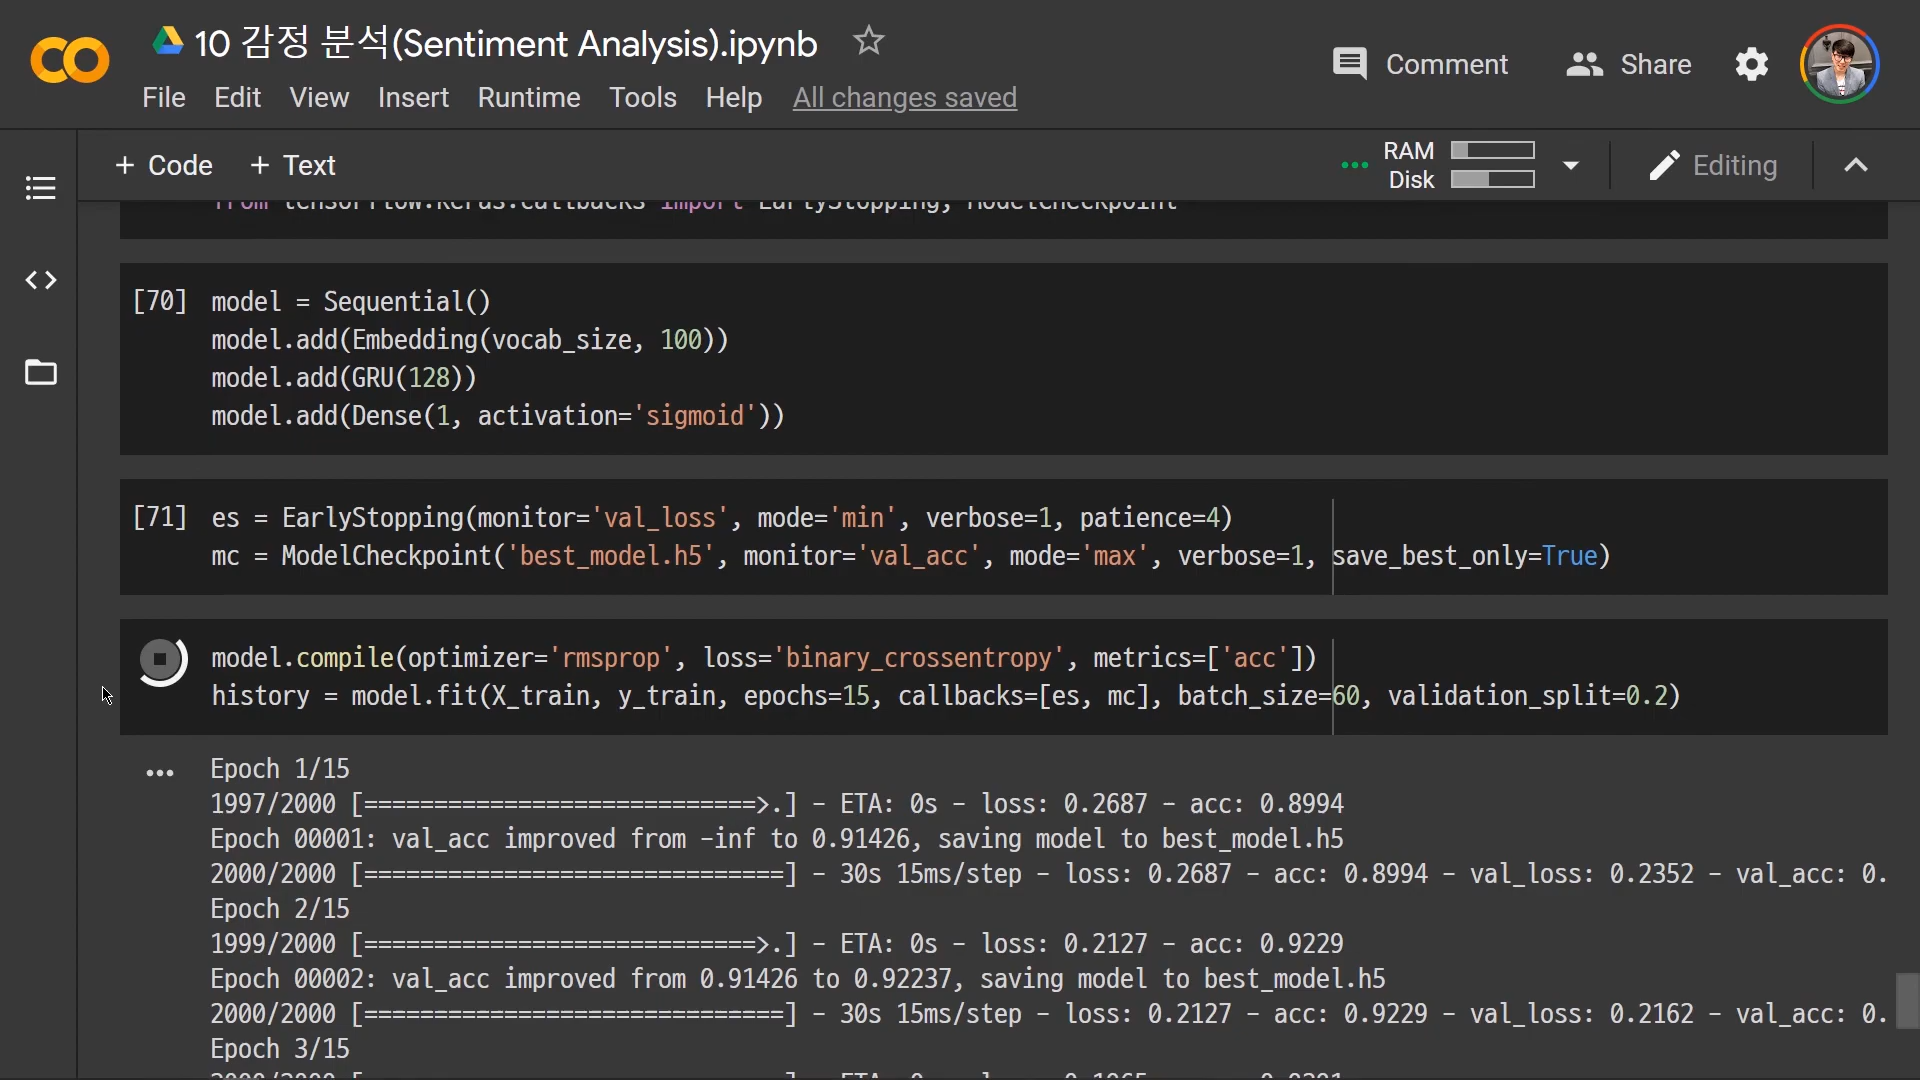 10 감정 분석(Sentiment Analysis).ipynb
Comment
Share
File Edit View Insert Runtime Tools Help All changes saved
+ Code + Text
RAM
Disk
Editing
from tensorflow.keras.callbacks import EarlyStopping, ModelCheckpoint
[70] model = Sequential()
model.add(Embedding(vocab_size, 100))
model.add(GRU(128))
model.add(Dense(1, activation='sigmoid'))
[71] es = EarlyStopping(monitor='val_loss', mode='min', verbose=1, patience=4)
mc = ModelCheckpoint('best_model.h5', monitor='val_acc', mode='max', verbose=1, save_best_only=True)
model.compile(optimizer='rmsprop', loss='binary_crossentropy', metrics=['acc'])
history = model.fit(X_train, y_train, epochs=15, callbacks=[es, mc], batch_size=60, validation_split=0.2)
Epoch 1/15
1997/2000 [============================>.] - ETA: 0s - loss: 0.2687 - acc: 0.8994
Epoch 00001: val_acc improved from -inf to 0.91426, saving model to best_model.h5
2000/2000 [==============================] - 30s 15ms/step - loss: 0.2687 - acc: 0.8994 - val_loss: 0.2352 - val_acc: 0.
Epoch 2/15
1999/2000 [============================>.] - ETA: 0s - loss: 0.2127 - acc: 0.9229
Epoch 00002: val_acc improved from 0.91426 to 0.92237, saving model to best_model.h5
2000/2000 [==============================] - 30s 15ms/step - loss: 0.2127 - acc: 0.9229 - val_loss: 0.2162 - val_acc: 0.
Epoch 3/15